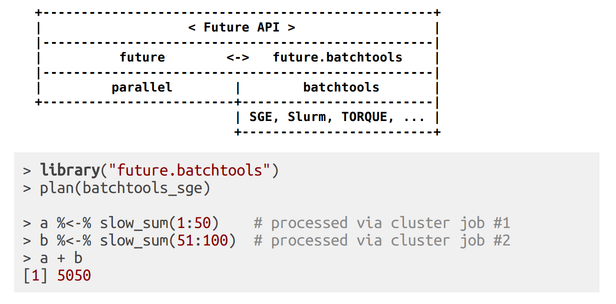 +--------------------------------------------------+
|                 < Future API >                   |
|--------------------------------------------------|
|          future        <->   future.batchtools    |
|--------------------------------------------------|
|         parallel        |        batchtools       |
+--------------------------------------------------+
                          | SGE, Slurm, TORQUE, ... |
                          +-------------------------+
> library("future.batchtools")
> plan(batchtools_sge)
> a %<-% slow_sum(1:50)    # processed via cluster job #1
> b %<-% slow_sum(51:100)  # processed via cluster job #2
> a + b
[1] 5050